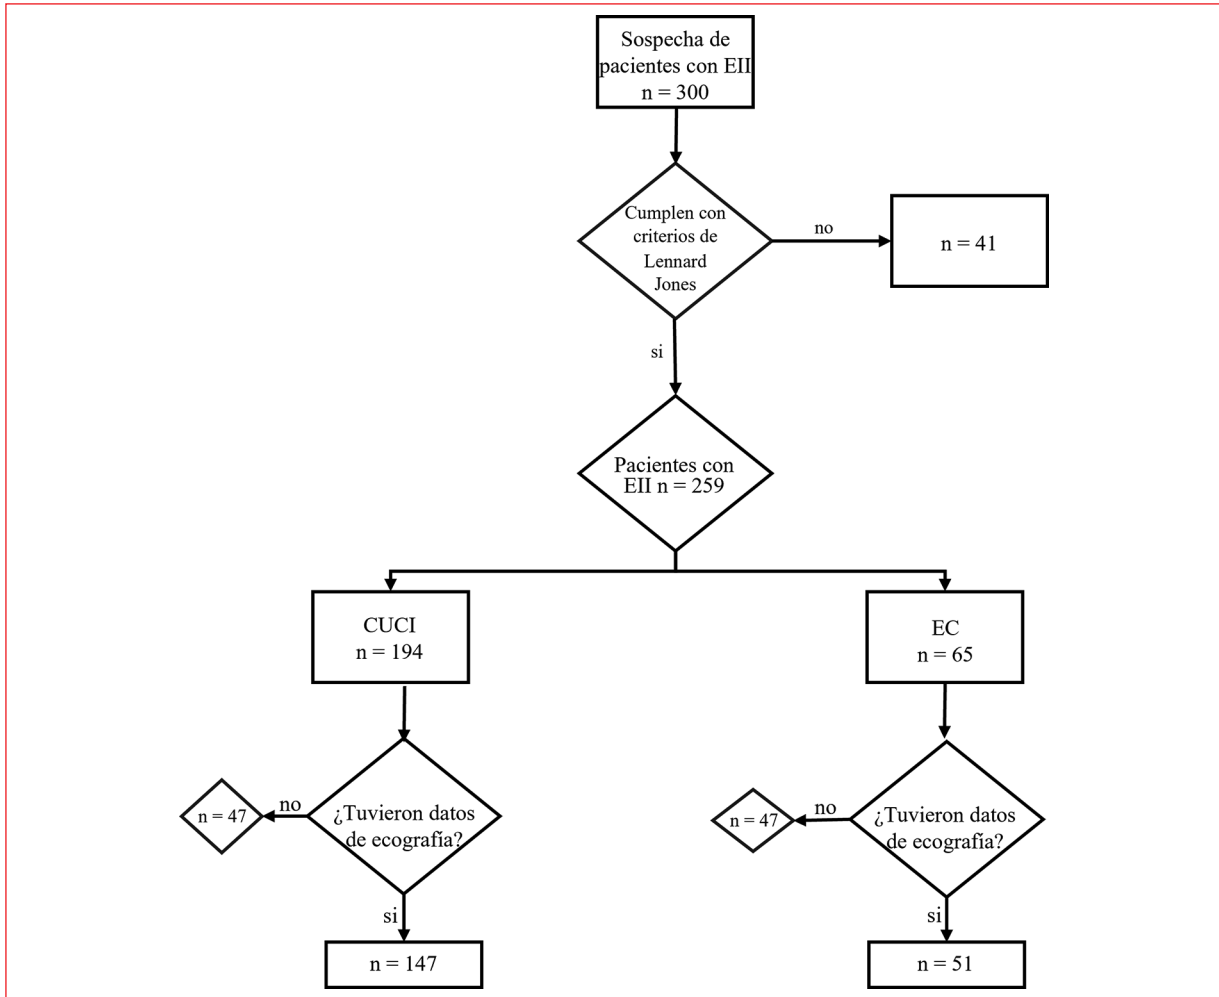 Sospecha de
pacientes con EII
n = 300
Cumplen con
criterios de
Lennard
Jones
no
n = 41
si
Pacientes con
EII n = 259
CUCI
n = 194
EC
n = 65
¿Tuvieron datos
de ecografía?
no
n = 47
si
n = 147
¿Tuvieron datos
de ecografía?
no
n = 47
si
n = 51